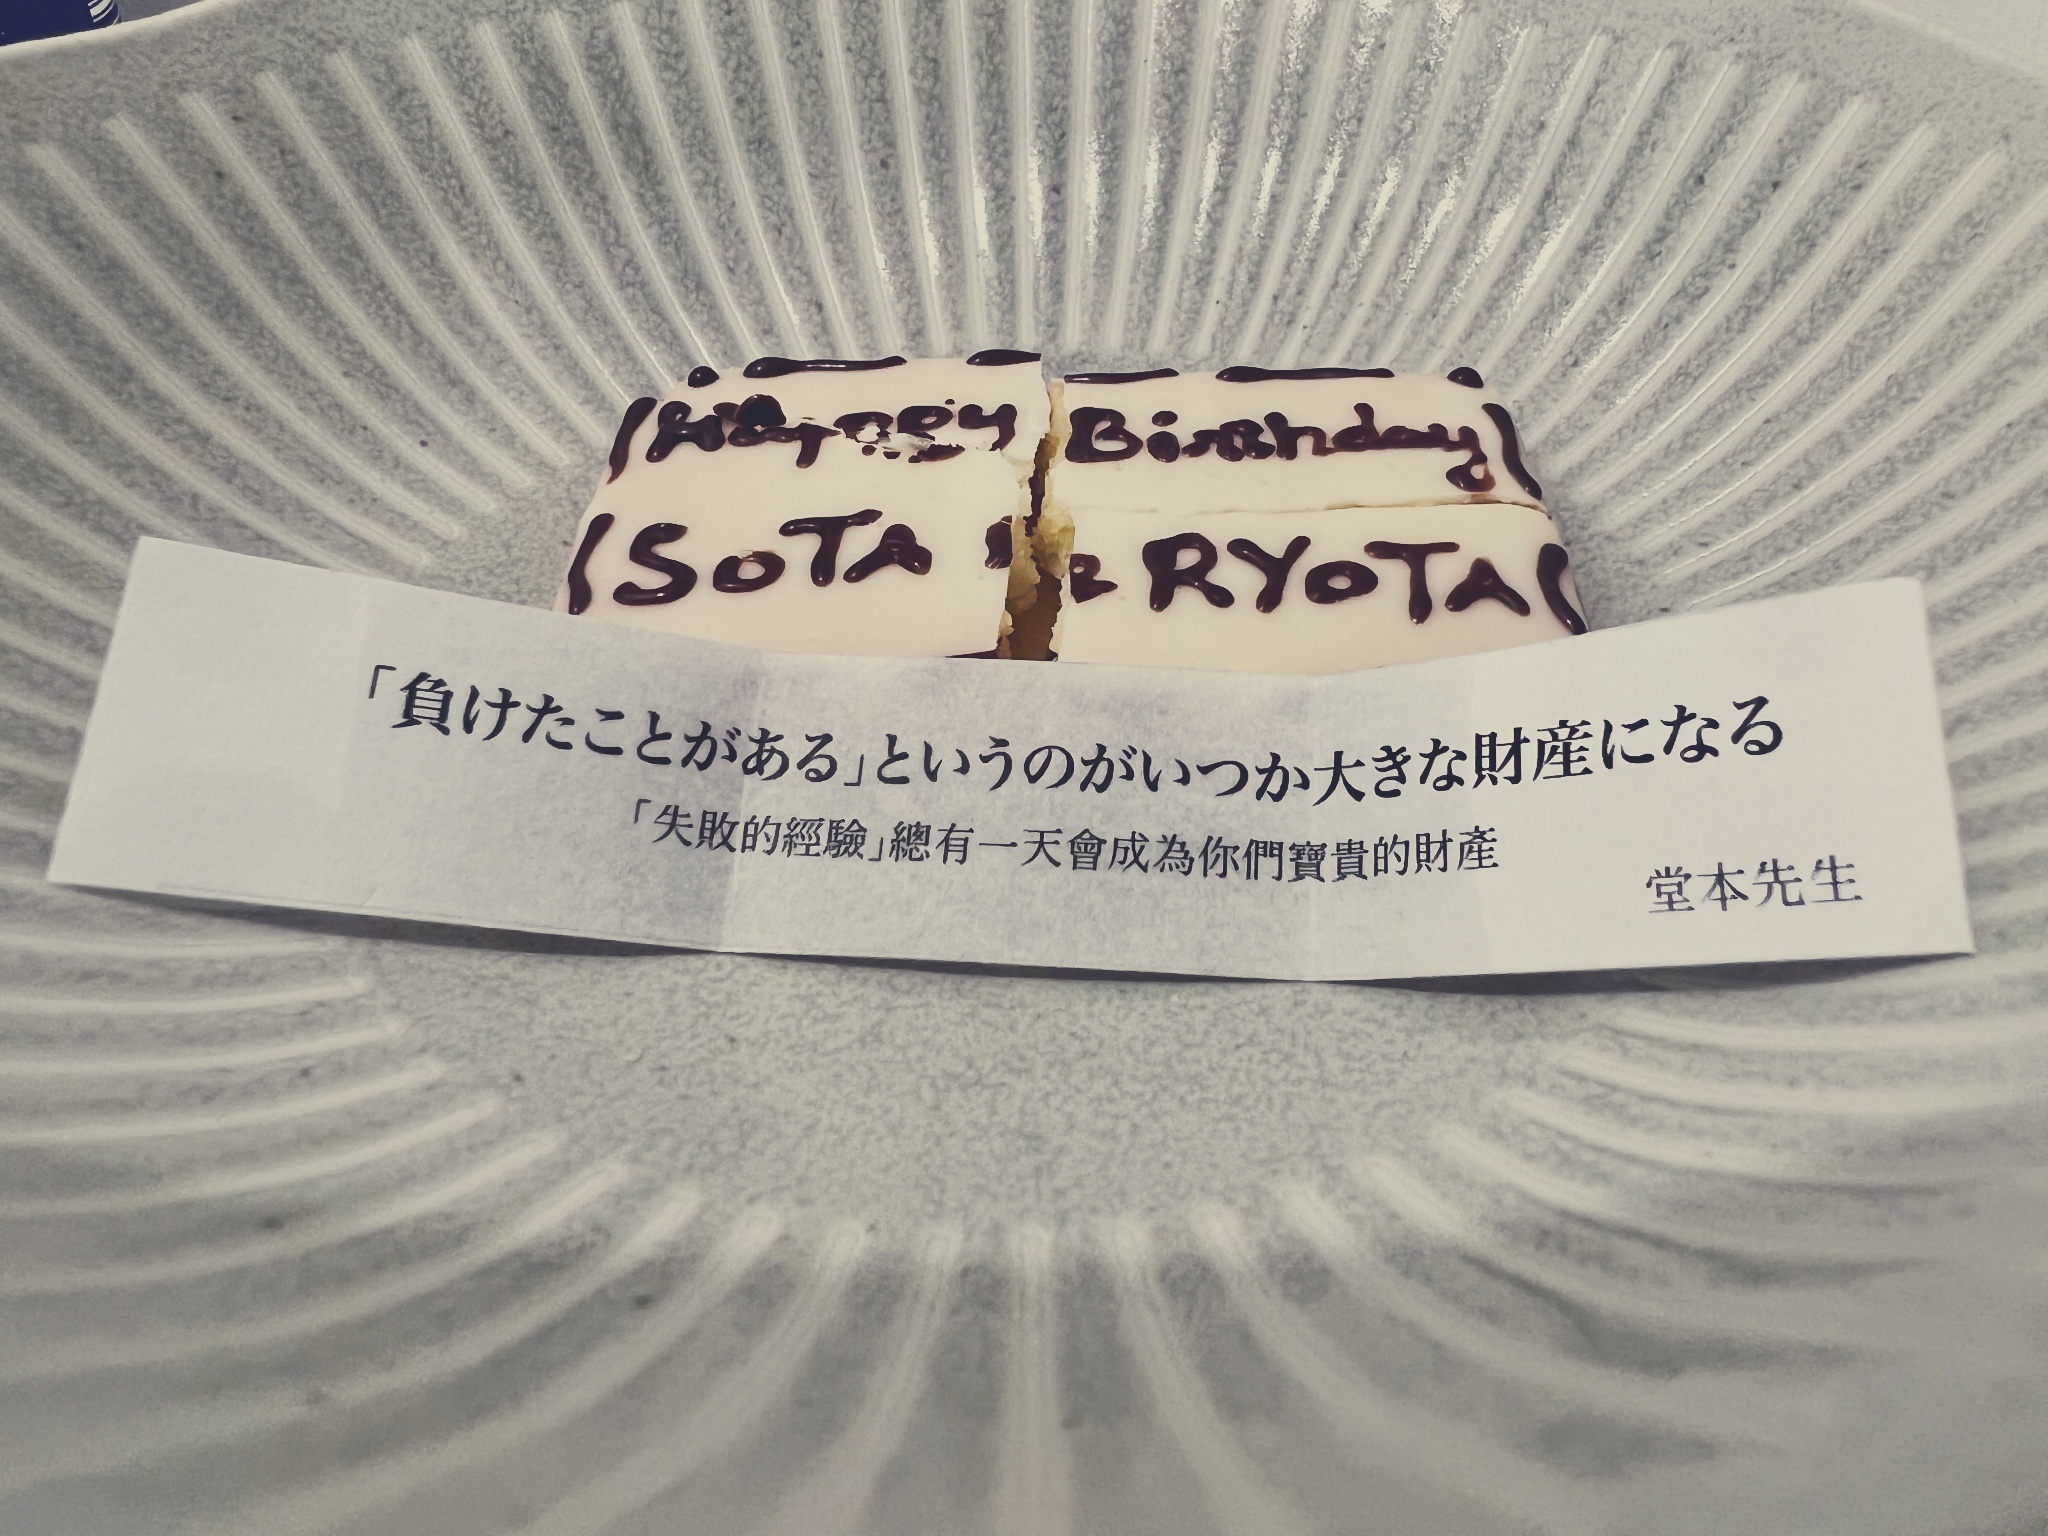 Happy Birthday
SOTA & RYOTA
「負けたことがある」というのがいつか大きな財産になる
「失敗的經驗」總有一天會成為你們寶貴的財產
堂本先生